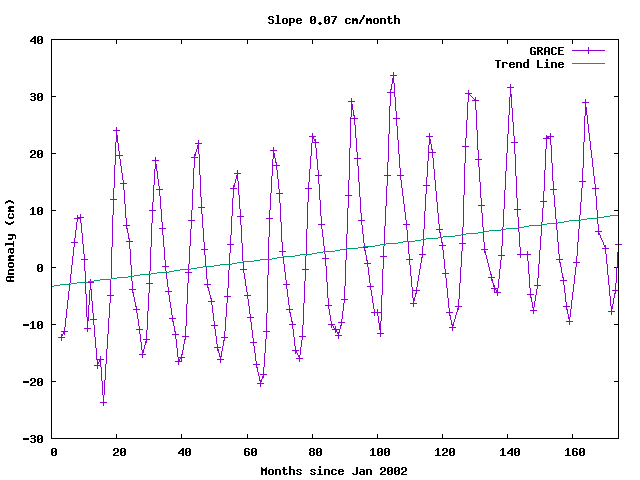 Slope 0.07 cm/month
GRACE
Trend Line
Anomaly (cm)
40
30
20
10
0
-10
-20
-30
0 20 40 60 80 100 120 140 160
Months since Jan 2002